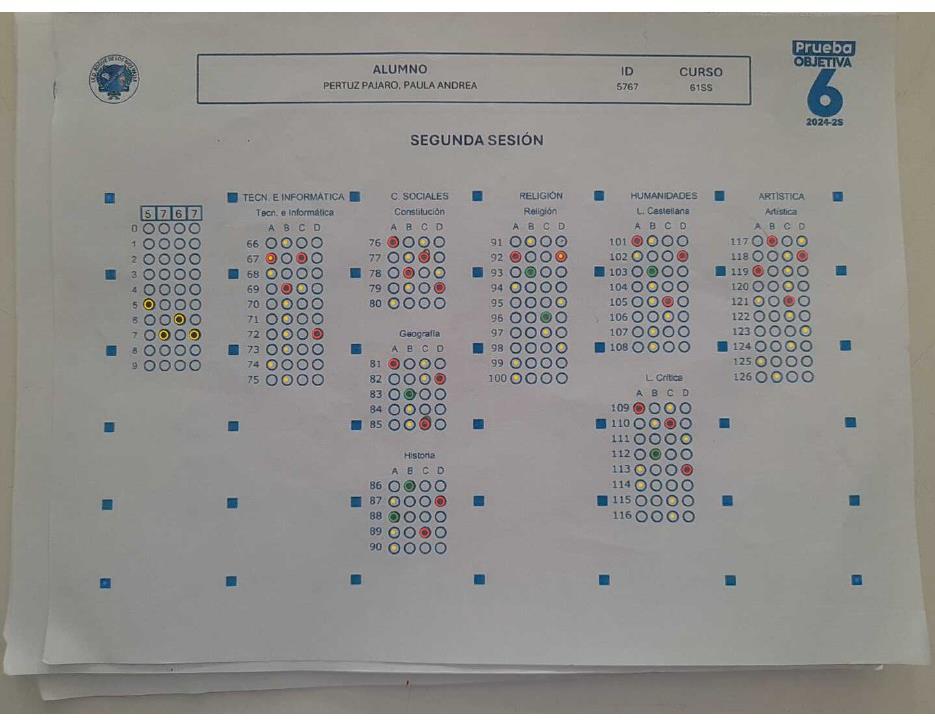 Prueba
OBJETIVA
6
2024-2S
ALUMNO ID CURSO
PERTUZ PAJARO, PAULA ANDREA 5767 61SS
SEGUNDA SESIÓN
5 7 6 7
0
1
2
3
4
5
6
7
8
9
TECN. E INFORMÁTICA
Tecn. e Informática
A B C D
66
67
68
69
70
71
72
73
74
75
C. SOCIALES
Constitución
A B C D
76
77
78
79
80
Geografía
A B C D
81
82
83
84
85
Historia
A B C D
86
87
88
89
90
RELIGIÓN
Religión
A B C D
91
92
93
94
95
96
97
98
99
100
HUMANIDADES
L. Castellana
A B C D
101
102
103
104
105
106
107
108
L. Crítica
A B C D
109
110
111
112
113
114
115
116
ARTÍSTICA
Artística
A B C D
117
118
119
120
121
122
123
124
125
126